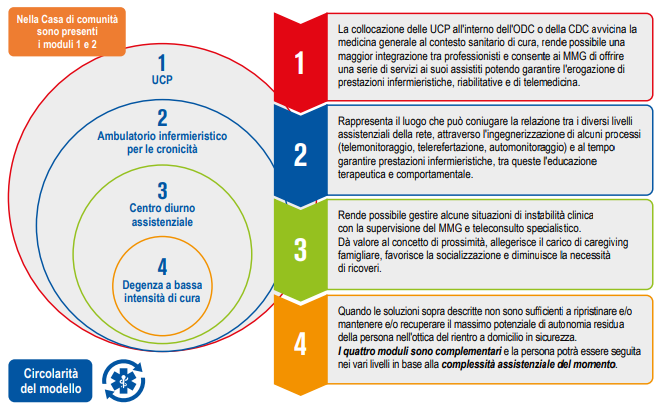 Nella Casa di comunità
sono presenti
i moduli 1 e 2
1
UCP
2
Ambulatorio infermieristico
per le cronicità
3
Centro diurno
assistenziale
4
Degenza a bassa
intensità di cura
Circolarità
del modello
1
La collocazione delle UCP all'interno dell'ODC o della CDC avvicina la
medicina generale al contesto sanitario di cura, rende possibile una
maggior integrazione tra professionisti e consente ai MMG di offrire
una serie di servizi ai suoi assistiti potendo garantire l'erogazione di
prestazioni infermieristiche, riabilitative e di telemedicina.
2
Rappresenta il luogo che può coniugare la relazione tra i diversi livelli
assistenziali della rete, attraverso l'ingegnerizzazione di alcuni processi
(telemonitoraggio, telerefertazione, automonitoraggio) e al tempo
garantire prestazioni infermieristiche, tra queste l'educazione
terapeutica e comportamentale.
3
Rende possibile gestire alcune situazioni di instabilità clinica
con la supervisione del MMG e teleconsulto specialistico.
Dà valore al concetto di prossimità, allegerisce il carico di caregiving
famigliare, favorisce la socializzazione e diminuisce la necessità
di ricoveri.
4
Quando le soluzioni sopra descritte non sono sufficienti a ripristinare e/o
mantenere e/o recuperare il massimo potenziale di autonomia residua
della persona nell'ottica del rientro a domicilio in sicurezza.
I quattro moduli sono complementari e la persona potrà essere seguita
nei vari livelli in base alla complessità assistenziale del momento.